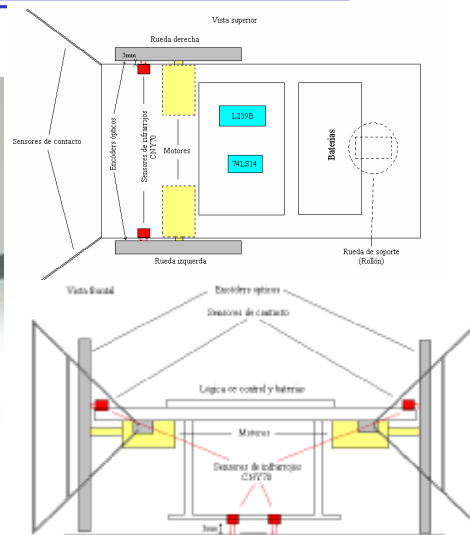 Vista superior
Rueda derecha
3mm
Sensores de contacto
Encóders ópticos
Sensores de infrarrojos
CNY70
Motores
L239B
74LS14
Baterías
Rueda izquierda
Rueda de soporte
(Rollón)
Vista frontal
Encóders ópticos
Sensores de contacto
Lógica de control y baterías
Motores
Sensores de infrarrojos
CNY70
3mm